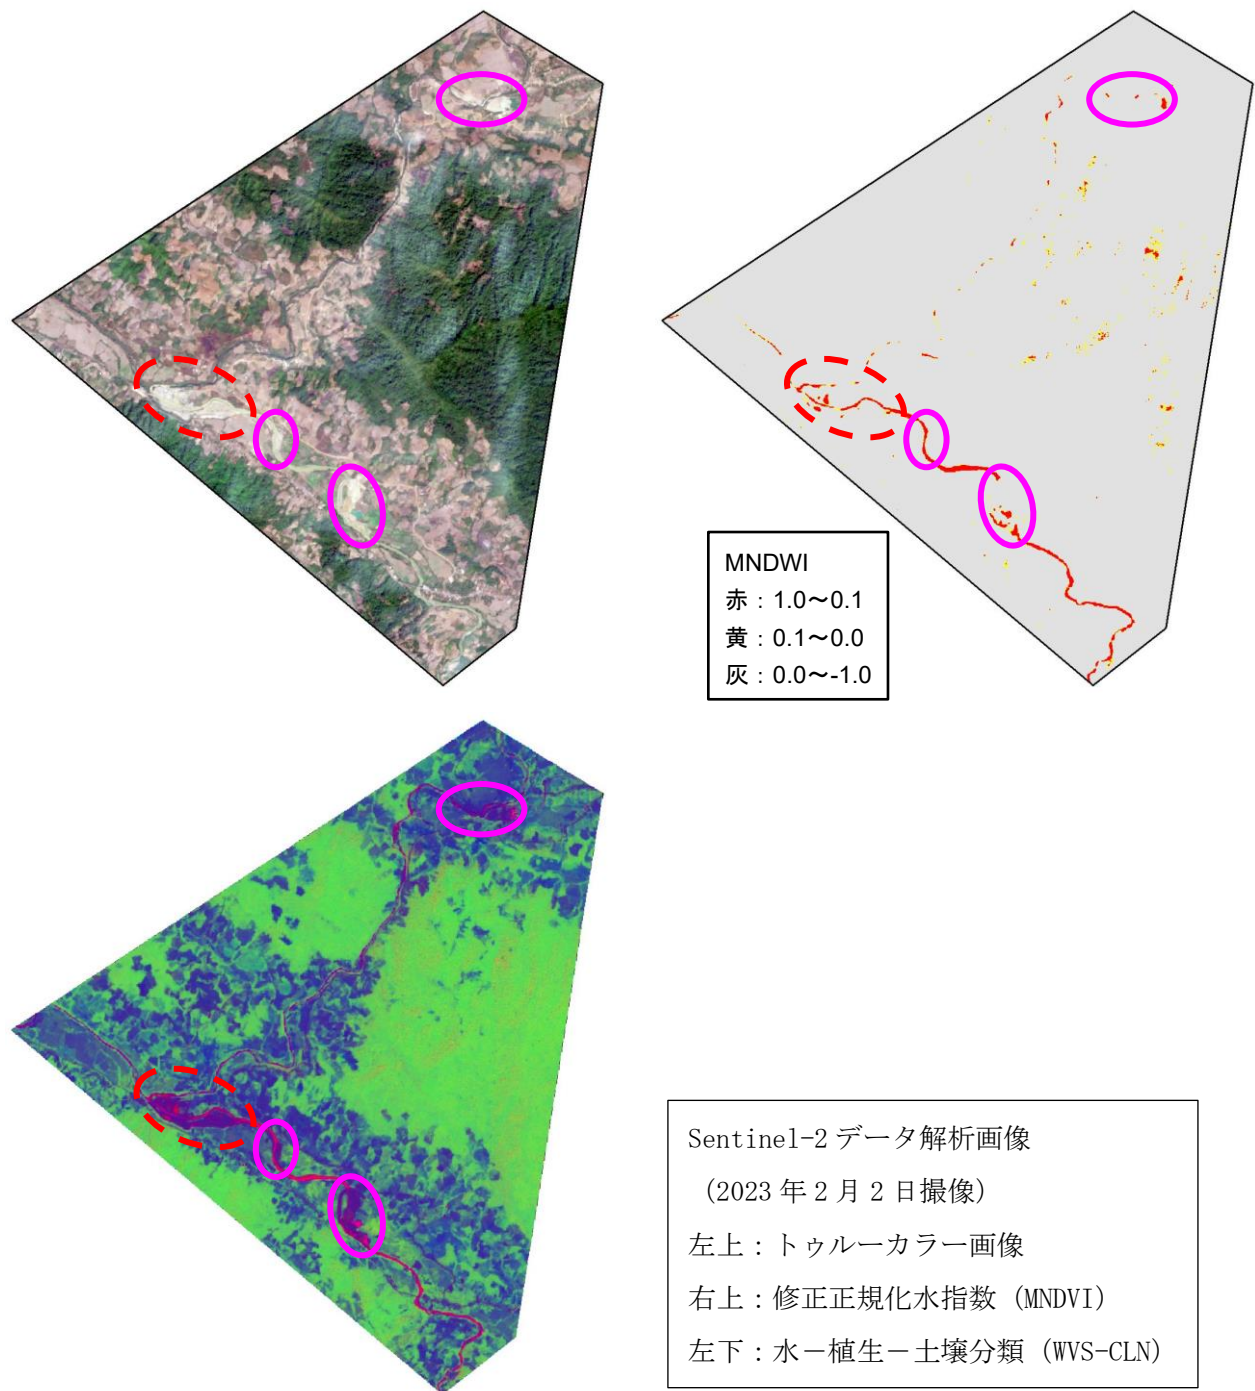 MNDWI
赤：1.0～0.1
黄：0.1～0.0
灰：0.0～-1.0
Sentinel-2 データ解析画像
（2023 年 2 月 2 日撮像）
左上：トゥルーカラー画像
右上：修正正規化水指数（MNDVI）
左下：水－植生－土壌分類（WVS-CLN）